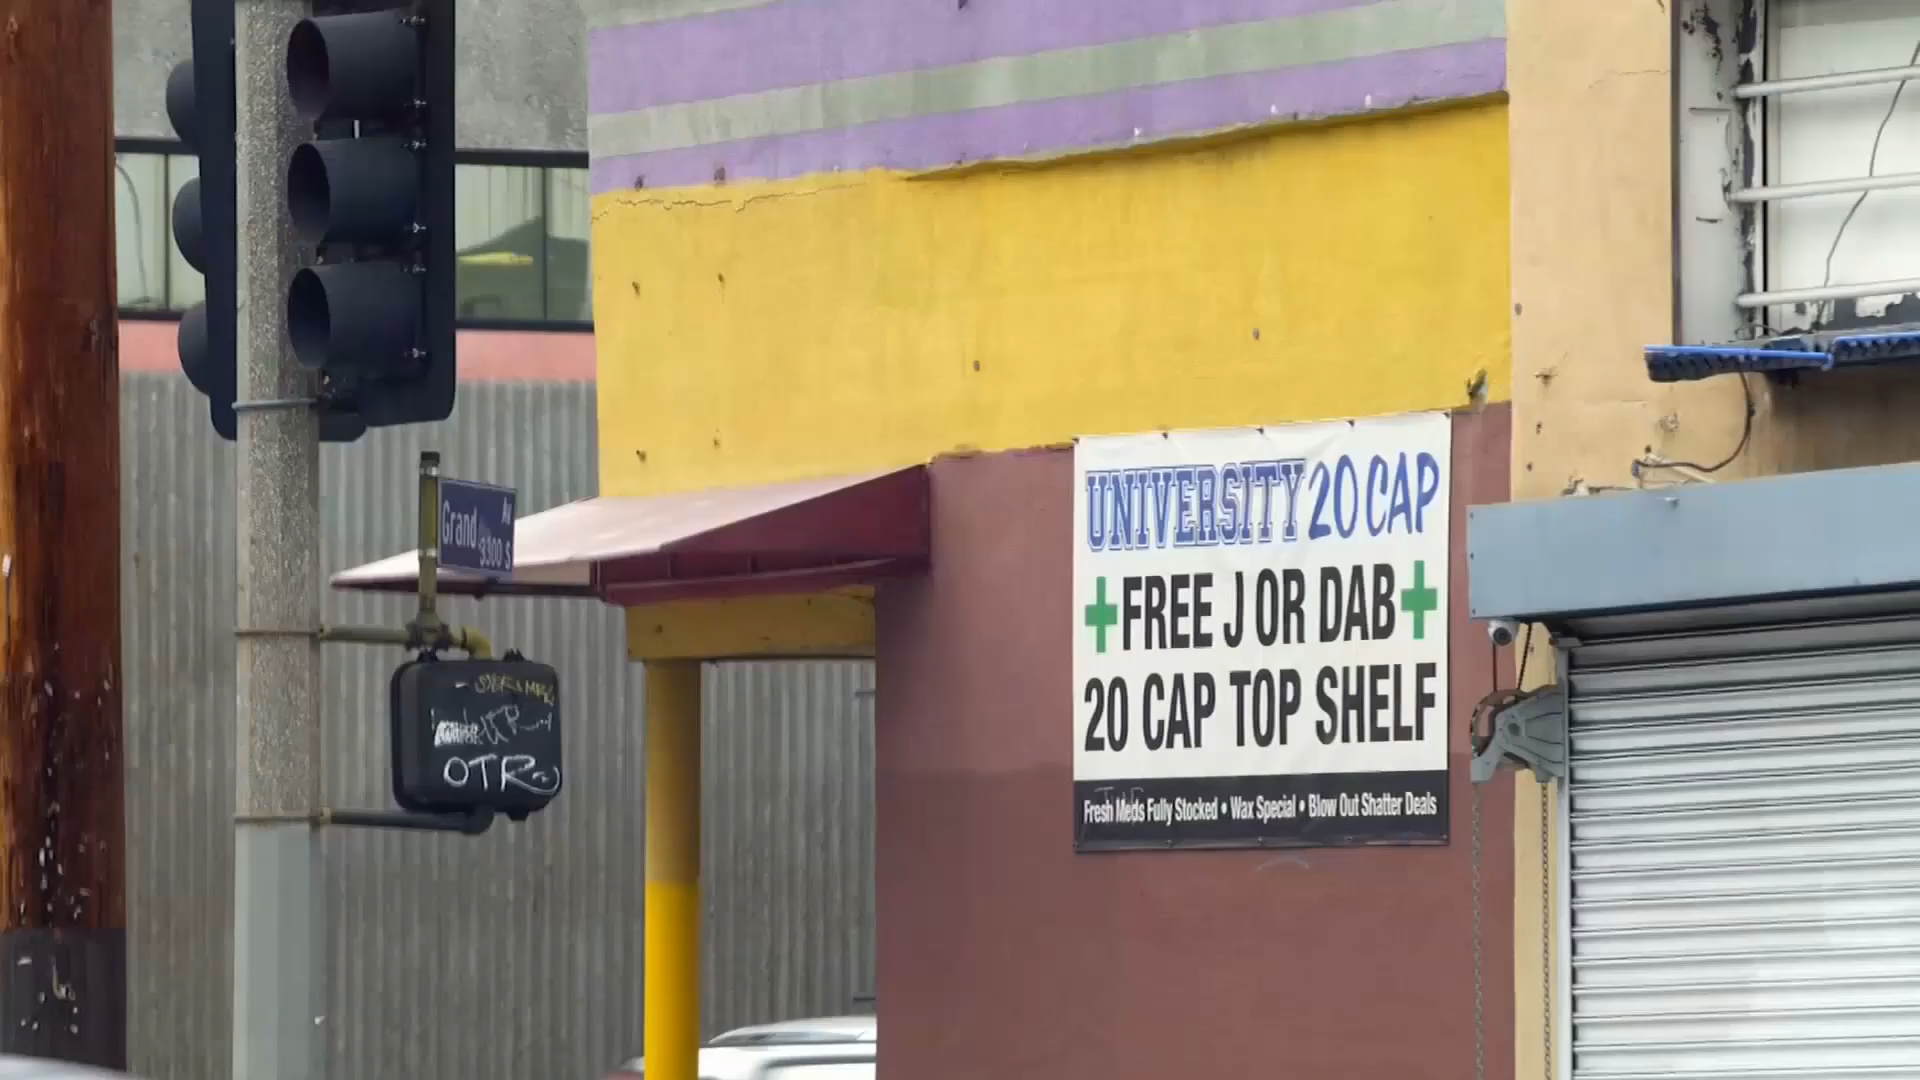 Grand Av
3300 S
OTR
UNIVERSITY 20 CAP
+FREE J OR DAB+
20 CAP TOP SHELF
Fresh Meds Fully Stocked • Wax Special • Blow Out Shatter Deals